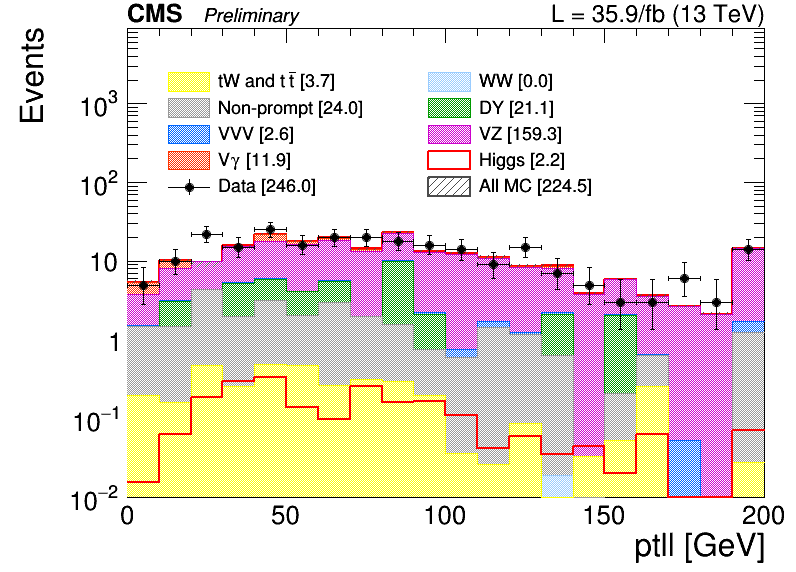 CMS Preliminary L = 35.9/fb (13 TeV)
Events
tW and tt̄ [3.7] WW [0.0]
Non-prompt [24.0] DY [21.1]
VVV [2.6] VZ [159.3]
Vγ [11.9] Higgs [2.2]
Data [246.0] All MC [224.5]
10³
10²
10
1
10⁻¹
10⁻²
0 50 100 150 200
ptll [GeV]